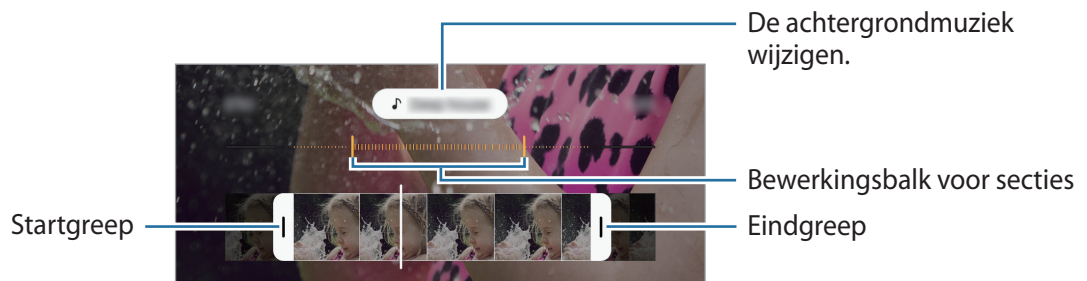 De achtergrondmuziek
wijzigen.
Bewerkingsbalk voor secties
Startgreep
Eindgreep